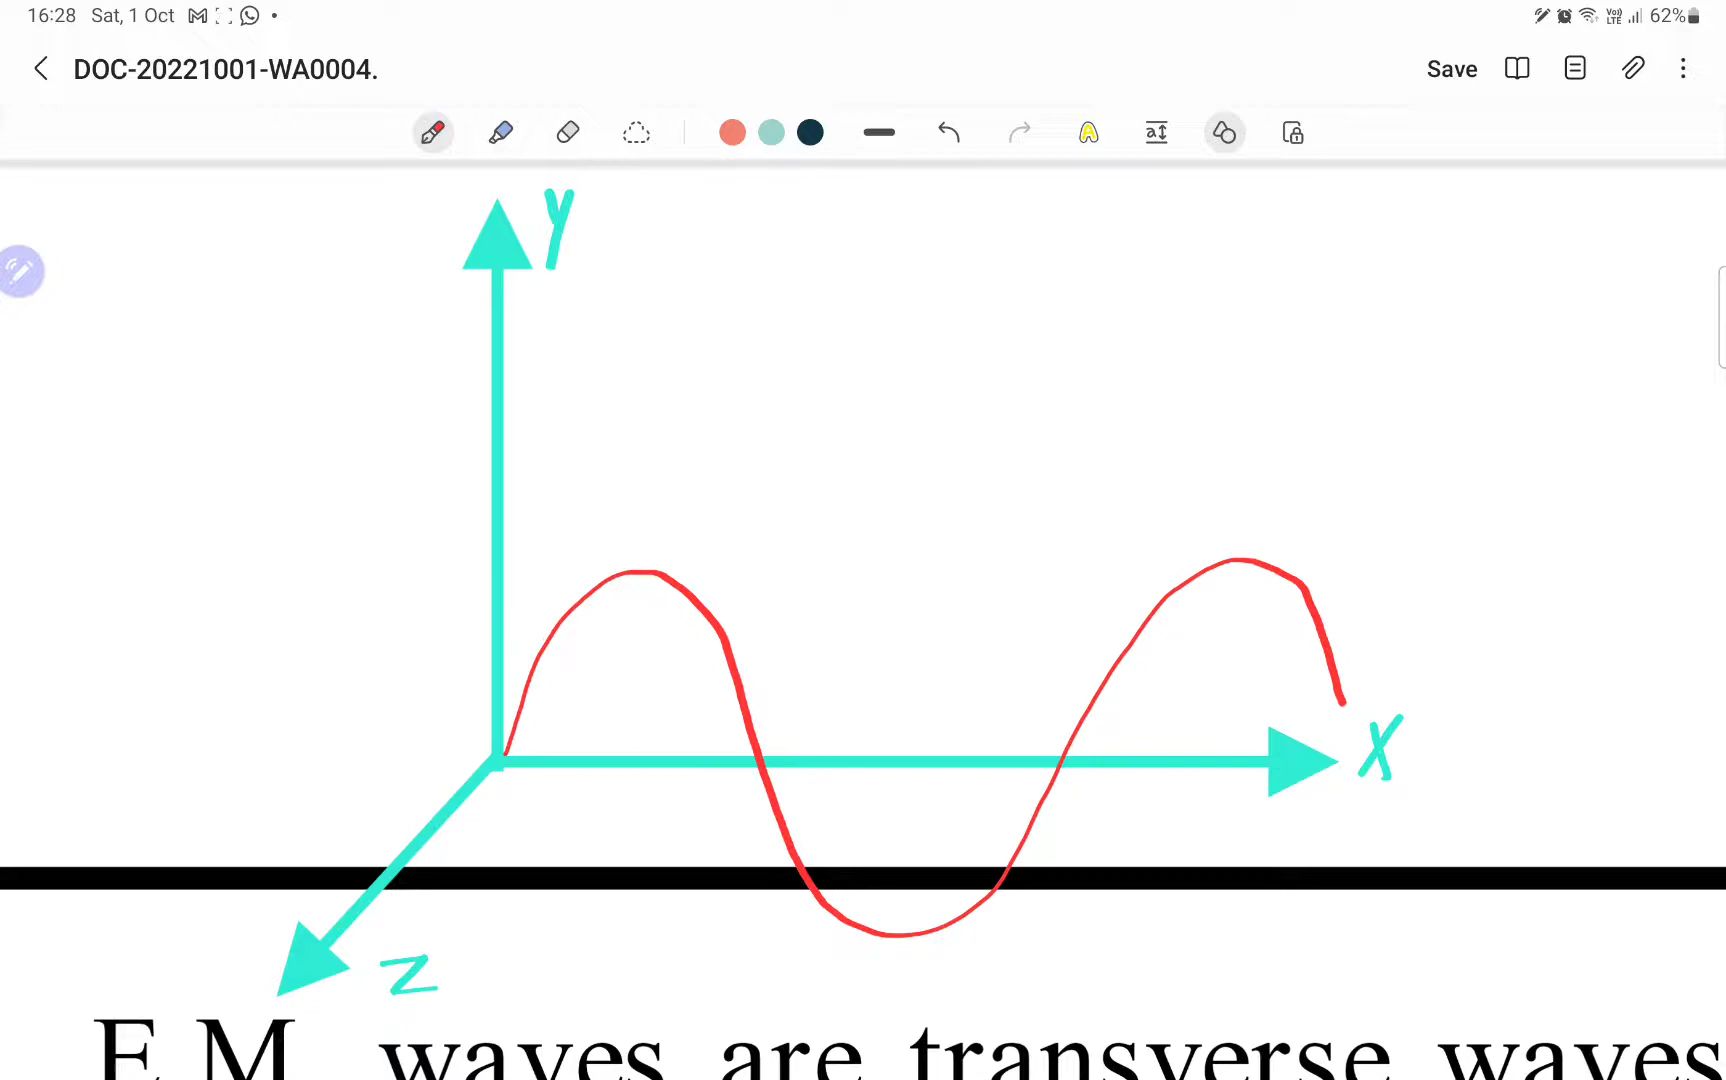 16:28 Sat, 1 Oct 62%
DOC-20221001-WA0004.
Save
Y
X
Z
E.M. waves are transverse waves